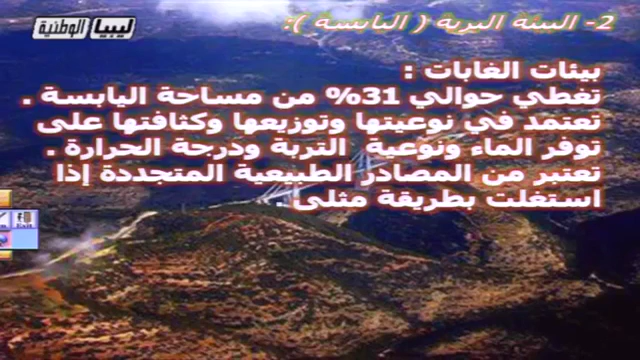 2- البيئة البرية ( اليابسة ):
ليبيا الوطنية
بيئات الغابات :
تغطي حوالي 31% من مساحة اليابسة .
تعتمد في نوعيتها وتوزيعها وكثافتها على
توفر الماء ونوعية التربة ودرجة الحرارة .
تعتبر من المصادر الطبيعية المتجددة إذا
استغلت بطريقة مثلى .
Exit